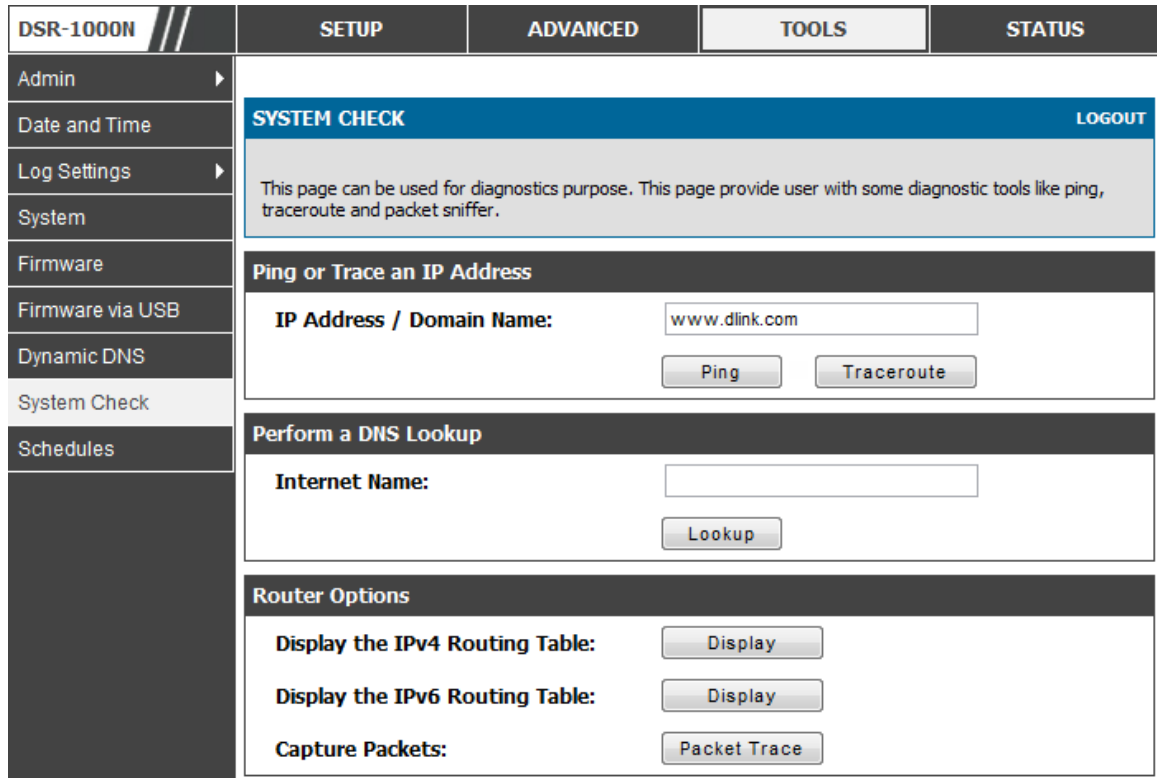 DSR-1000N
SETUP
ADVANCED
TOOLS
STATUS
Admin
Date and Time
Log Settings
System
Firmware
Firmware via USB
Dynamic DNS
System Check
Schedules
SYSTEM CHECK
LOGOUT
This page can be used for diagnostics purpose. This page provide user with some diagnostic tools like ping,
traceroute and packet sniffer.
Ping or Trace an IP Address
IP Address / Domain Name:
www.dlink.com
Ping
Traceroute
Perform a DNS Lookup
Internet Name:
Lookup
Router Options
Display the IPv4 Routing Table:
Display
Display the IPv6 Routing Table:
Display
Capture Packets:
Packet Trace